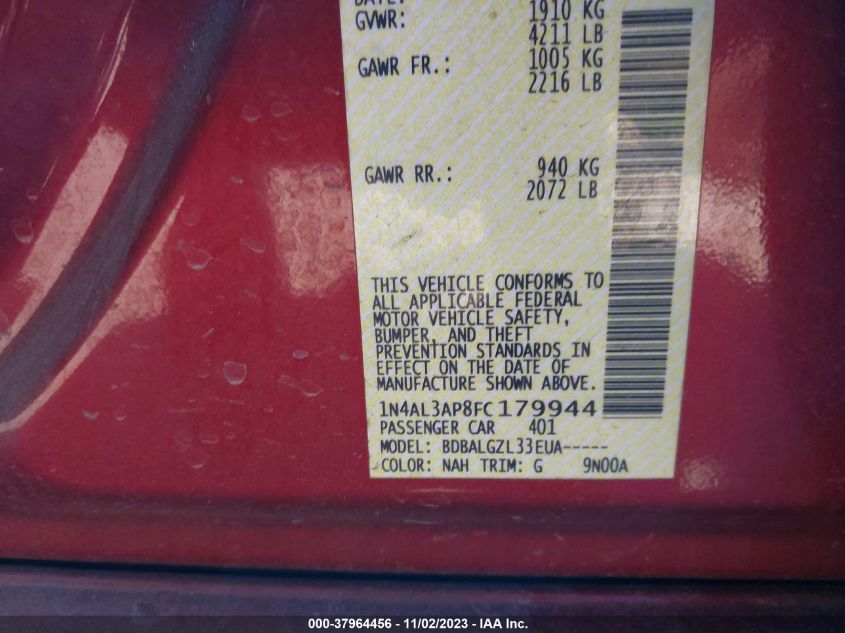 GVWR: 1910 KG
4211 LB
GAWR FR.: 1005 KG
2216 LB
GAWR RR.: 940 KG
2072 LB
THIS VEHICLE CONFORMS TO
ALL APPLICABLE FEDERAL
MOTOR VEHICLE SAFETY,
BUMPER, AND THEFT
PREVENTION STANDARDS IN
EFFECT ON THE DATE OF
MANUFACTURE SHOWN ABOVE.
1N4AL3AP8FC179944
PASSENGER CAR 401
MODEL: BDBALGZL33EUA-----
COLOR: NAH TRIM: G 9N00A
000-37964456 - 11/02/2023 - IAA Inc.